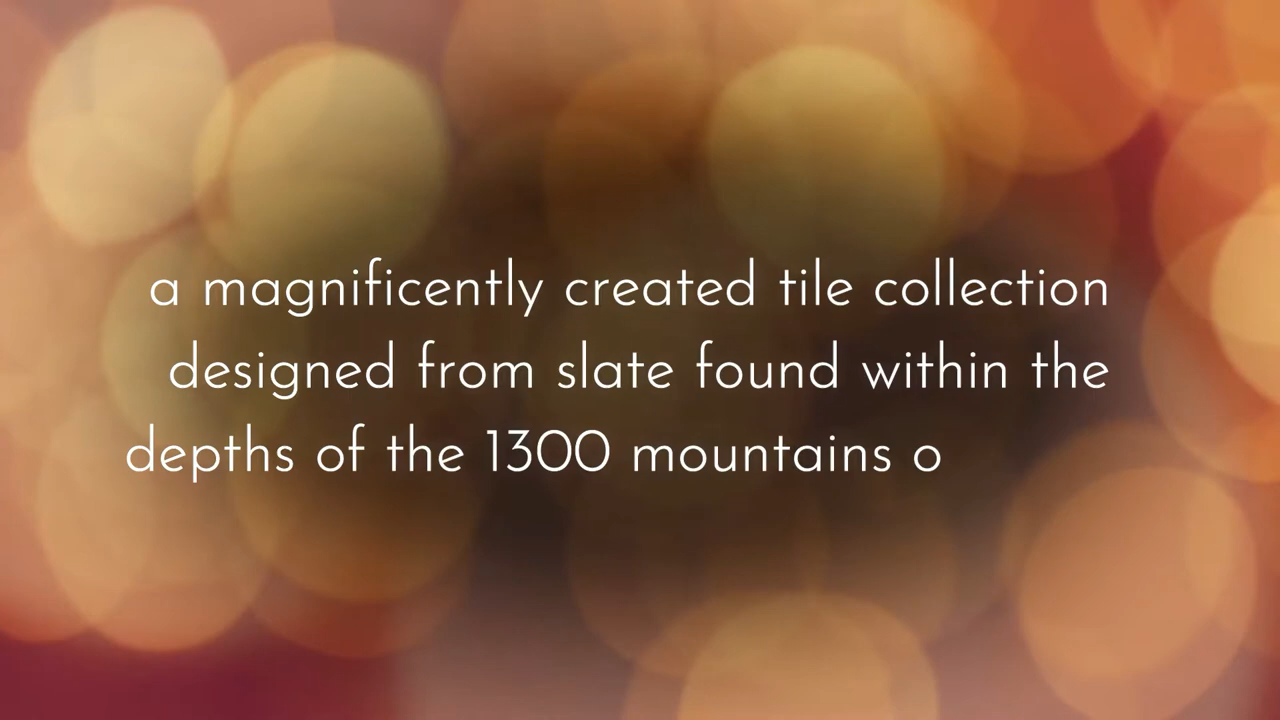 a magnificently created tile collection
designed from slate found within the
depths of the 1300 mountains o